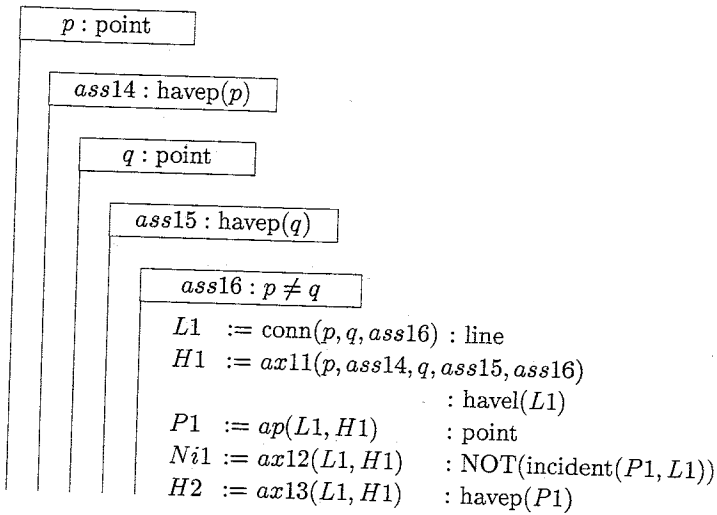 p : point
ass14 : havep(p)
q : point
ass15 : havep(q)
ass16 : p ≠ q
L1 := conn(p, q, ass16) : line
H1 := ax11(p, ass14, q, ass15, ass16)
: havel(L1)
P1 := ap(L1, H1) : point
Ni1 := ax12(L1, H1) : NOT(incident(P1, L1))
H2 := ax13(L1, H1) : havep(P1)